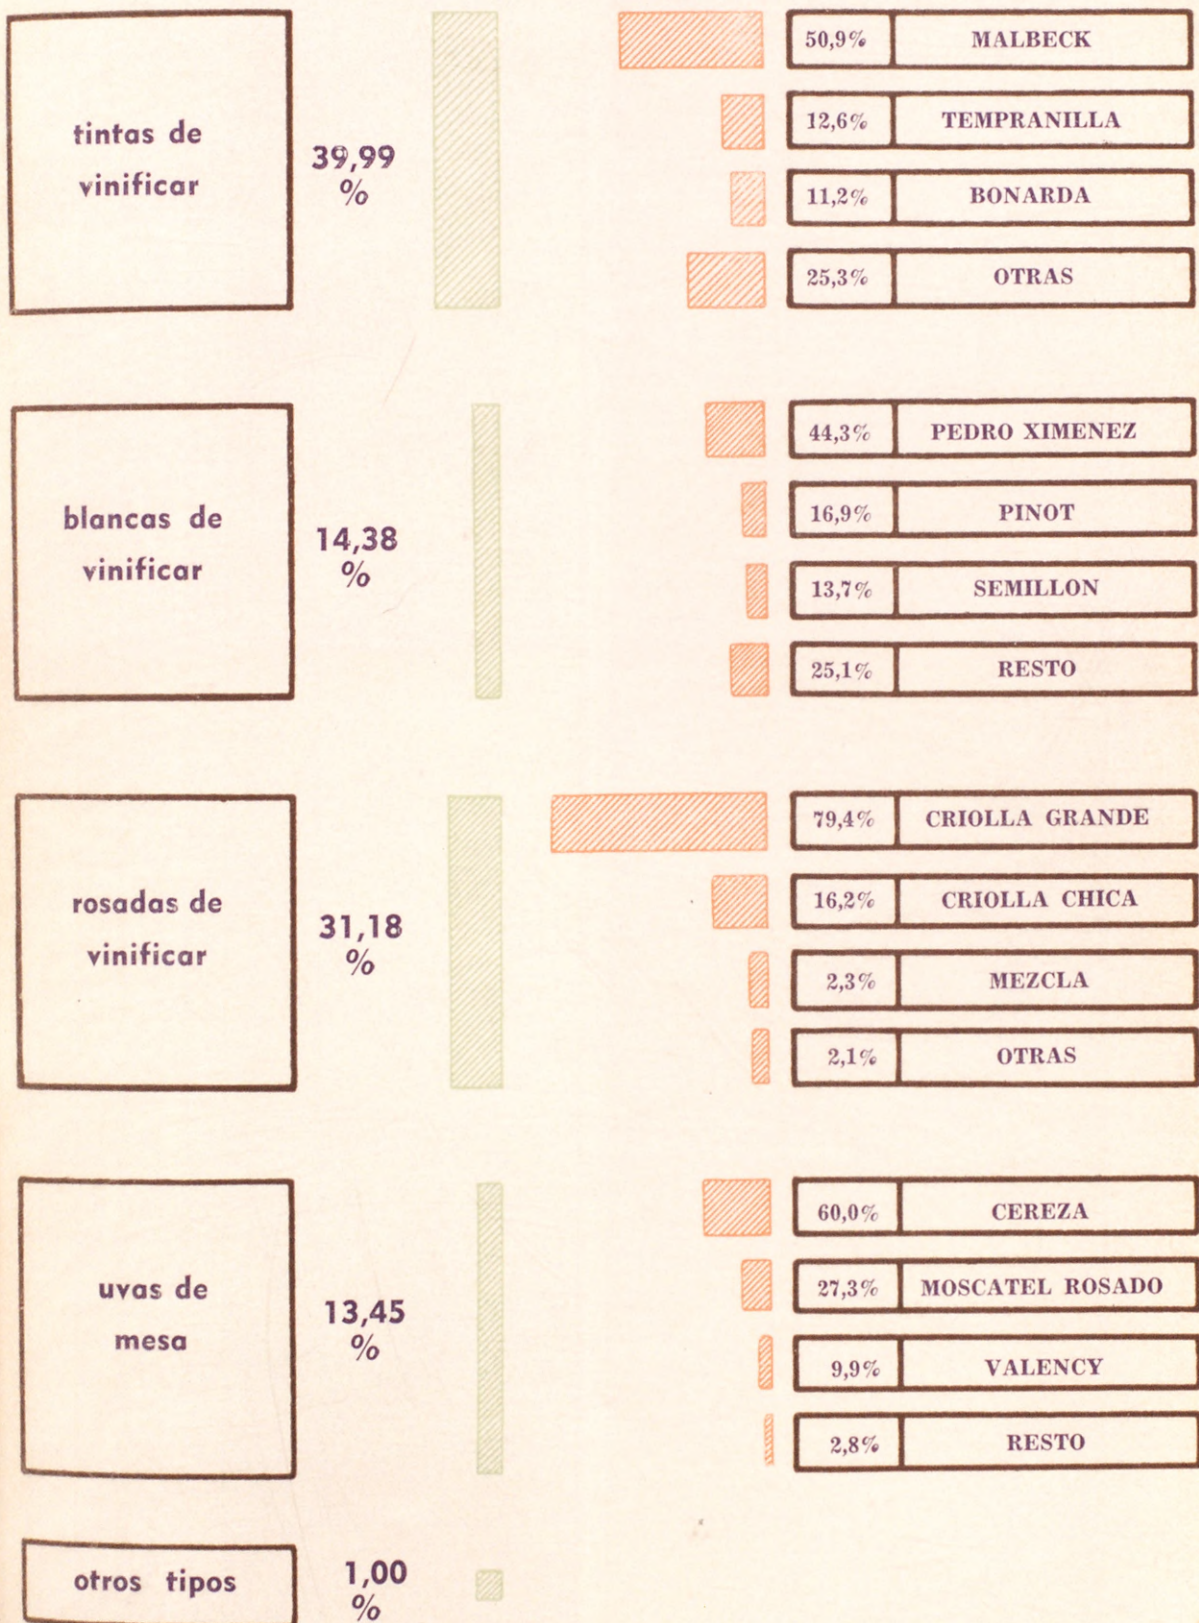 tintas de
vinificar
39,99
%
50,9% MALBECK
12,6% TEMPRANILLA
11,2% BONARDA
25,3% OTRAS
blancas de
vinificar
14,38
%
44,3% PEDRO XIMENEZ
16,9% PINOT
13,7% SEMILLON
25,1% RESTO
rosadas de
vinificar
31,18
%
79,4% CRIOLLA GRANDE
16,2% CRIOLLA CHICA
2,3% MEZCLA
2,1% OTRAS
uvas de
mesa
13,45
%
60,0% CEREZA
27,3% MOSCATEL ROSADO
9,9% VALENCY
2,8% RESTO
otros tipos
1,00
%